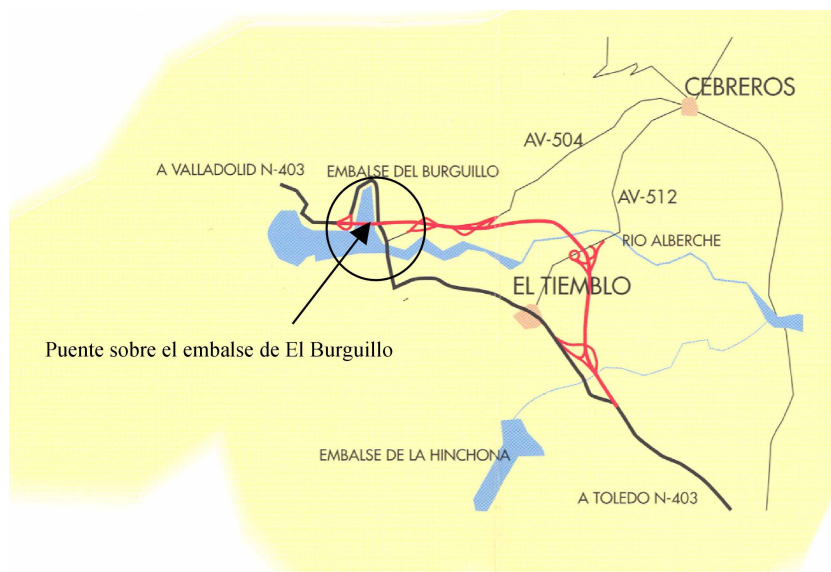 CEBREROS
AV-504
A VALLADOLID N-403
EMBALSE DEL BURGUILLO
AV-512
RIO ALBERCHE
EL TIEMBLO
Puente sobre el embalse de El Burguillo
EMBALSE DE LA HINCHONA
A TOLEDO N-403